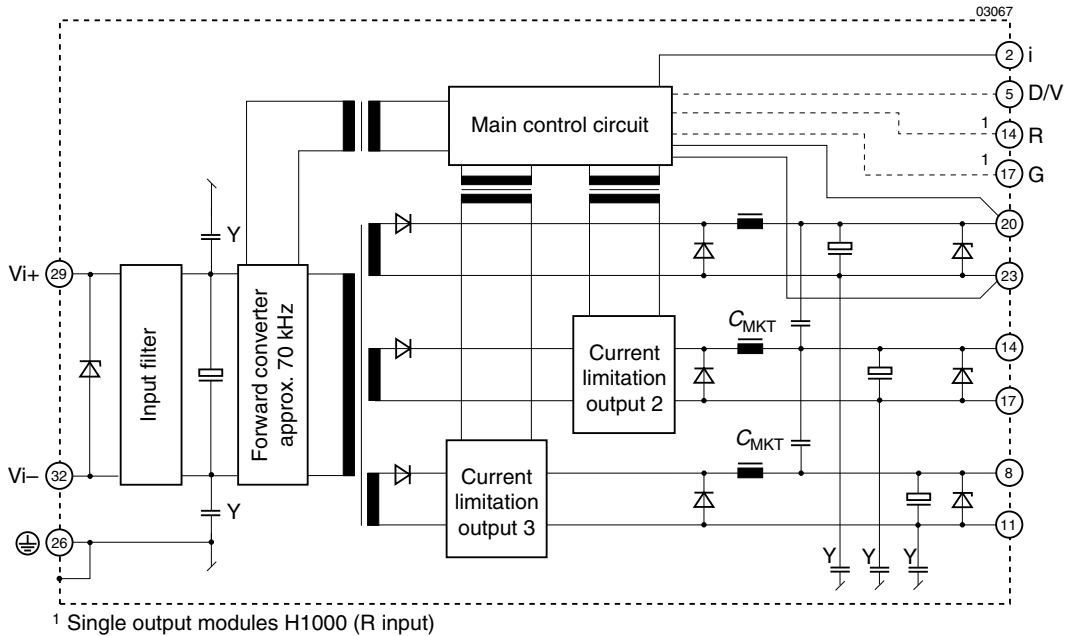 03067
2 i
5 D/V
1
14 R
1
17 G
Main control circuit
20
Y
Vi+ 29
23
Input filter
Forward converter
approx. 70 kHz
CMKT
14
Current
limitation
output 2
17
CMKT
Vi– 32
8
Current
limitation
output 3
Y
11
26
Y Y Y
1 Single output modules H1000 (R input)